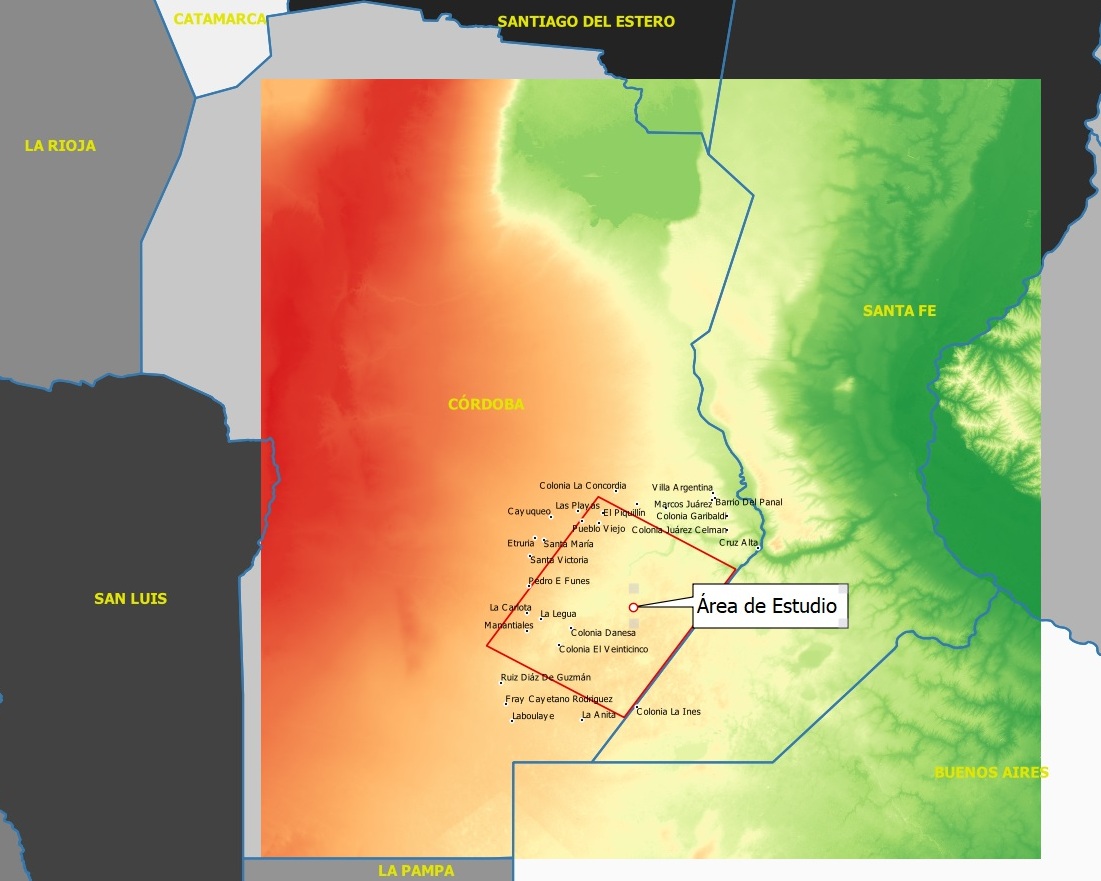 CATAMARCA
SANTIAGO DEL ESTERO
LA RIOJA
SANTA FE
CÓRDOBA
Colonia La Concordia
Villa Argentina
Las Playas
Marcos Juárez
Barrio Del Panal
Cayuqueo
El Piquillín
Colonia Garibaldi
Pueblo Viejo
Colonia Juárez Celman
Etruria
Santa María
Cruz Alta
Santa Victoria
Pedro E Funes
SAN LUIS
La Carlota
La Legua
Área de Estudio
Manantiales
Colonia Danesa
Colonia El Veinticinco
Ruiz Diáz De Guzmán
Fray Cayetano Rodriguez
Laboulaye
La Anita
Colonia La Ines
BUENOS AIRES
LA PAMPA